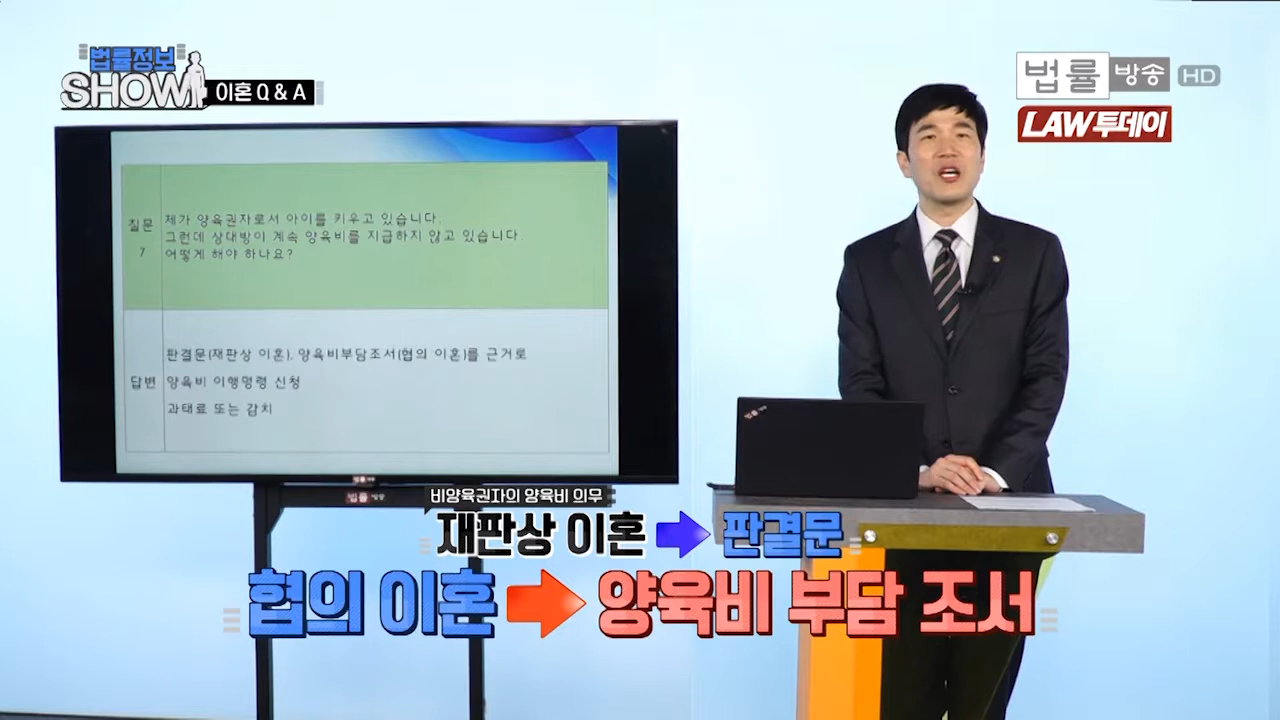 법률정보
SHOW
이혼 Q & A
법률방송 HD
LAW투데이
질문
7
제가 양육권자로서 아이를 키우고 있습니다.
그런데 상대방이 계속 양육비를 지급하지 않고 있습니다.
어떻게 해야 하나요?
답변
판결문(재판상 이혼), 양육비부담조서(협의 이혼)를 근거로
양육비 이행명령 신청
과태료 또는 감치
법률방송
비양육권자의 양육비 의무
재판상 이혼 판결문
협의 이혼 양육비 부담 조서